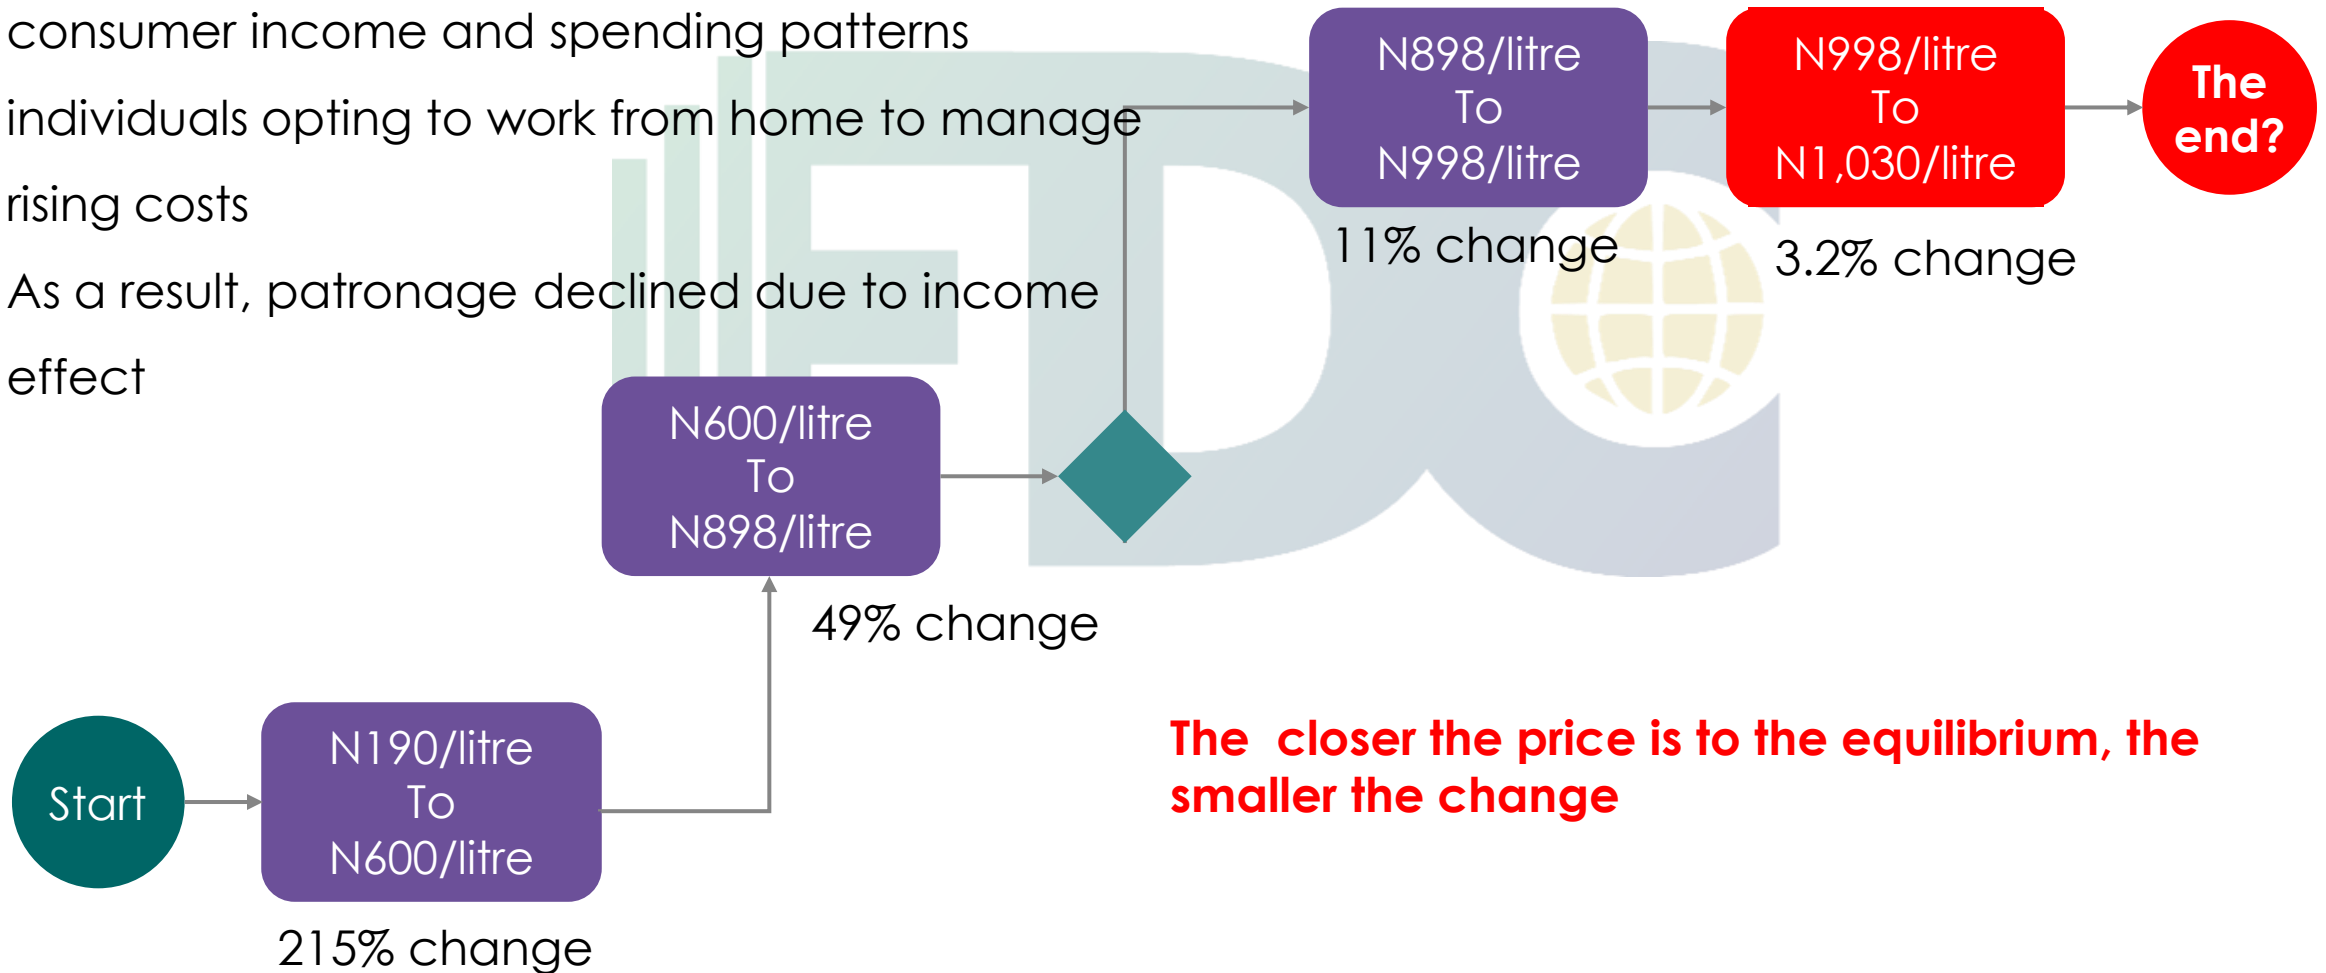 consumer income and spending patterns
individuals opting to work from home to manage
rising costs
As a result, patronage declined due to income
effect
N898/litre
To
N998/litre
11% change
N998/litre
To
N1,030/litre
3.2% change
The
end?
N600/litre
To
N898/litre
49% change
Start
N190/litre
To
N600/litre
215% change
The closer the price is to the equilibrium, the
smaller the change
FDC